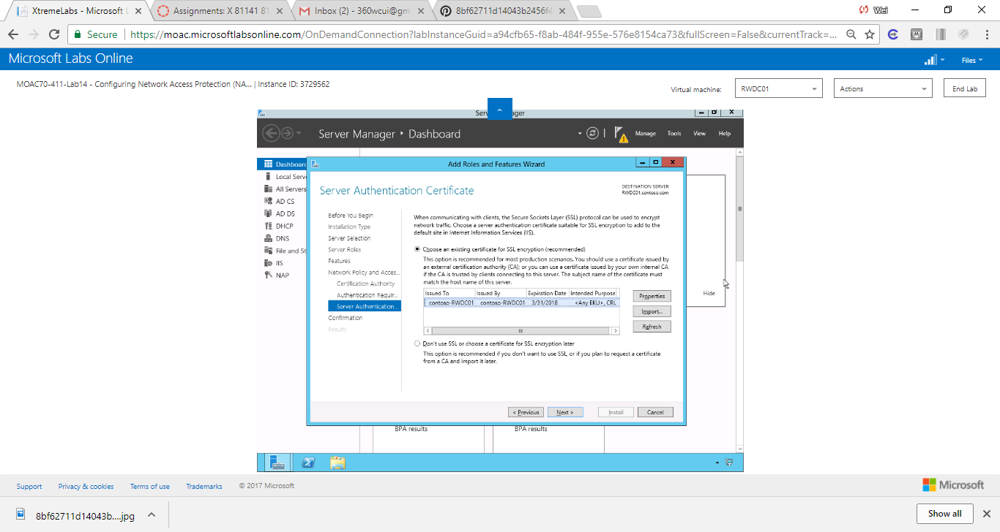 XtremeLabs - Microsoft L
Assignments: X 81141 81
Inbox (2) - 360wcui@gm
8bf62711d14043b2456f4
Wei
Secure
https://moac.microsoftlabsonline.com/OnDemandConnection?labInstanceGuid=a94cfb65-f8ab-484f-955e-576e8154ca73&fullScreen=False&currentTrack=...
Microsoft Labs Online
Files
MOAC70-411-Lab14 - Configuring Network Access Protection (NA... | Instance ID: 3729562
Virtual machine:
RWDC01
Actions
End Lab
Server Manager • Dashboard
Manage
Tools
View
Help
Dashboard
Local Serv
All Servers
AD CS
AD DS
DHCP
DNS
File and St
IIS
NAP
Add Roles and Features Wizard
Server Authentication Certificate
DESTINATION SERVER
RWDC01.contoso.com
Before You Begin
Installation Type
Server Selection
Server Roles
Features
Network Policy and Acces...
Certification Authority
Authentication Requir...
Server Authentication...
Confirmation
Results
When communicating with clients, the Secure Sockets Layer (SSL) protocol can be used to encrypt
network traffic. Choose a server authentication certificate suitable for SSL encryption to add to the
default site in Internet Information Services (IIS).
Choose an existing certificate for SSL encryption (recommended)
This option is recommended for most production scenarios. You should use a certificate issued by
an external certification authority (CA); or you can use a certificate issued by your own internal CA
if the CA is trusted by clients connecting to this server. The subject name of the certificate must
match the host name of this server.
Issued To Issued By Expiration Date Intended Purpose
contoso-RWDC01 contoso-RWDC01 3/31/2018 <Any EKU>, CRL
Properties
Import...
Refresh
Don't use SSL or choose a certificate for SSL encryption later
This option is recommended if you don't want to use SSL, or if you plan to request a certificate
from a CA and import it later.
< Previous
Next >
Install
Cancel
Hide
BPA results
BPA results
Support
Privacy & cookies
Terms of use
Trademarks
© 2017 Microsoft
Microsoft
8bf62711d14043b....jpg
Show all